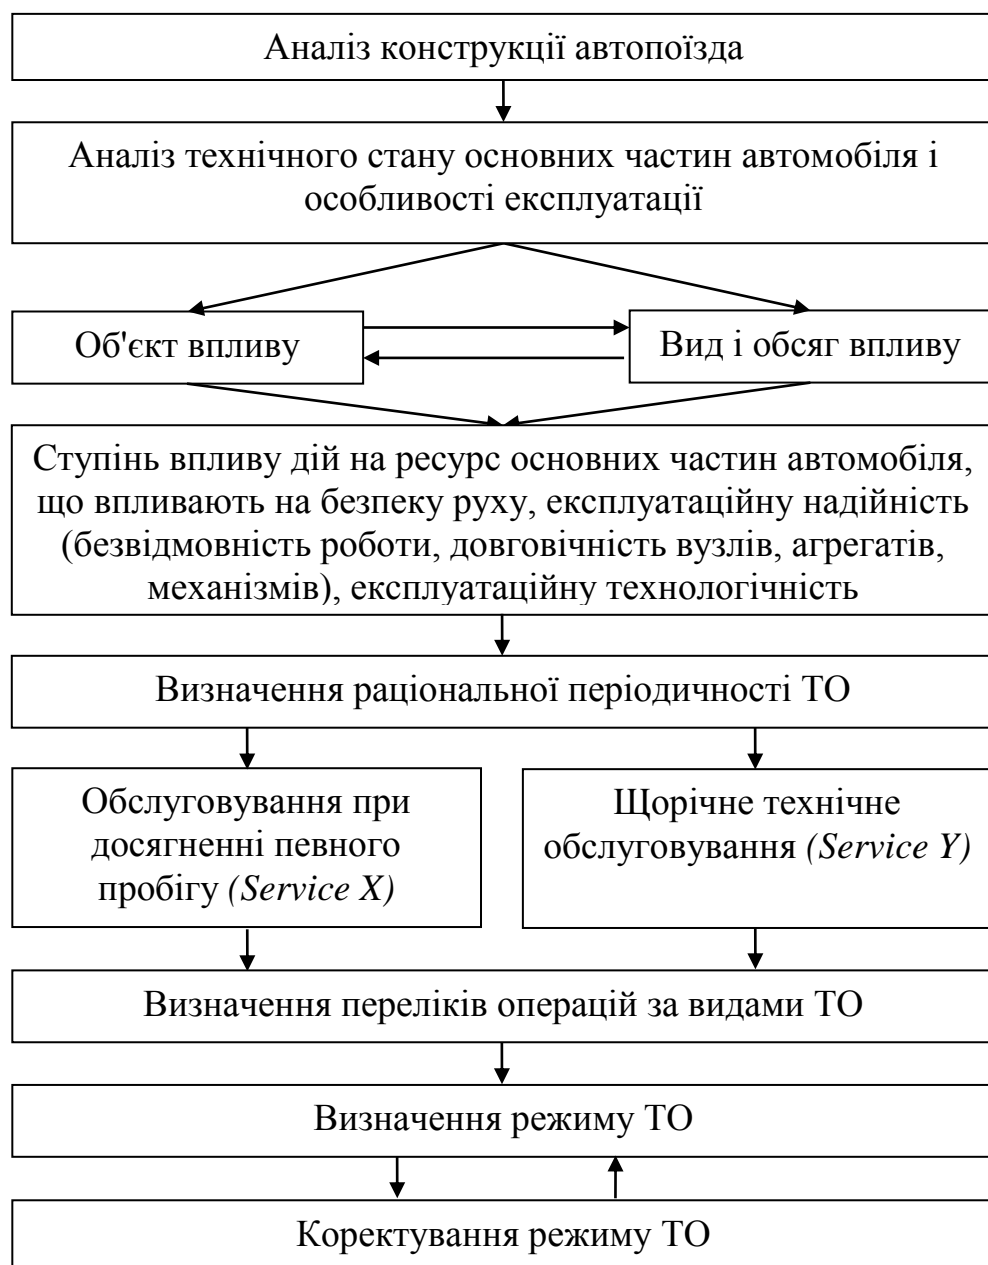 Аналіз конструкції автопоїзда
Аналіз технічного стану основних частин автомобіля і
особливості експлуатації
Об'єкт впливу
Вид і обсяг впливу
Ступінь впливу дій на ресурс основних частин автомобіля,
що впливають на безпеку руху, експлуатаційну надійність
(безвідмовність роботи, довговічність вузлів, агрегатів,
механізмів), експлуатаційну технологічність
Визначення раціональної періодичності ТО
Обслуговування при
досягненні певного
пробігу (Service X)
Щорічне технічне
обслуговування (Service Y)
Визначення переліків операцій за видами ТО
Визначення режиму ТО
Коректування режиму ТО